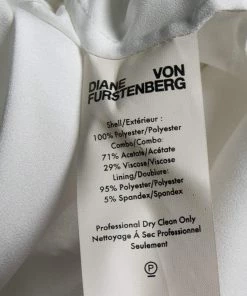 DIANE VON
FURSTENBERG
Shell/Extérieur :
100% Polyester/Polyester
Combo/Combo:
71% Acetate/Acétate
29% Viscose/Viscose
Lining/Doublure:
95% Polyester/Polyester
5% Spandex/Spandex
Professional Dry Clean Only
Nettoyage À Sec Professionnel
Seulement
P